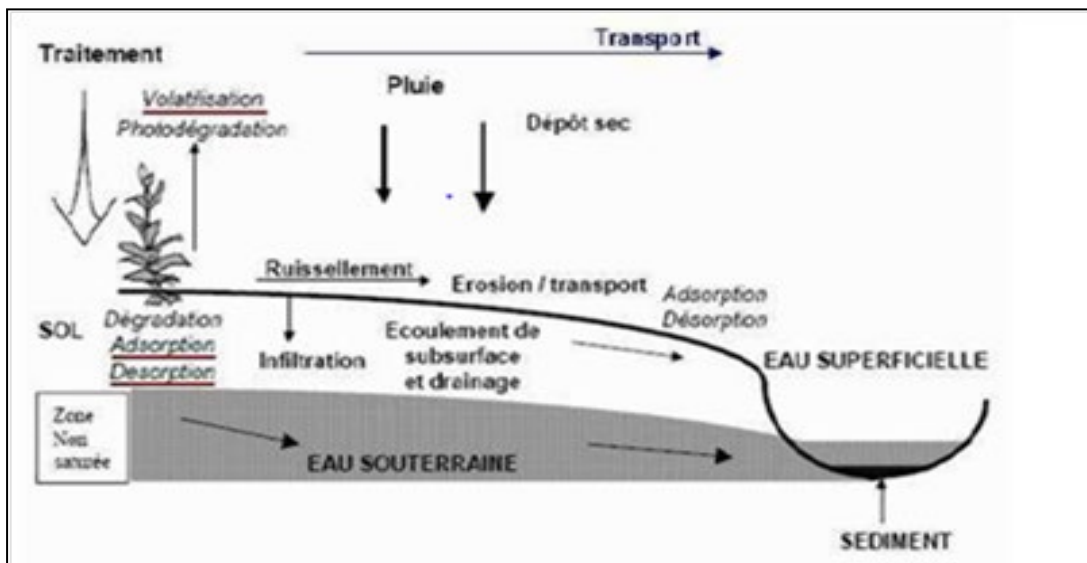 Transport
Traitement
Pluie
Volatilisation
Photodégradation
Dépôt sec
Ruissellement
Erosion / transport
Adsorption
Désorption
SOL
Dégradation
Adsorption
Desorption
Infiltration
Ecoulement de
subsurface
et drainage
EAU SUPERFICIELLE
Zone
Non
saturée
EAU SOUTERRAINE
SEDIMENT